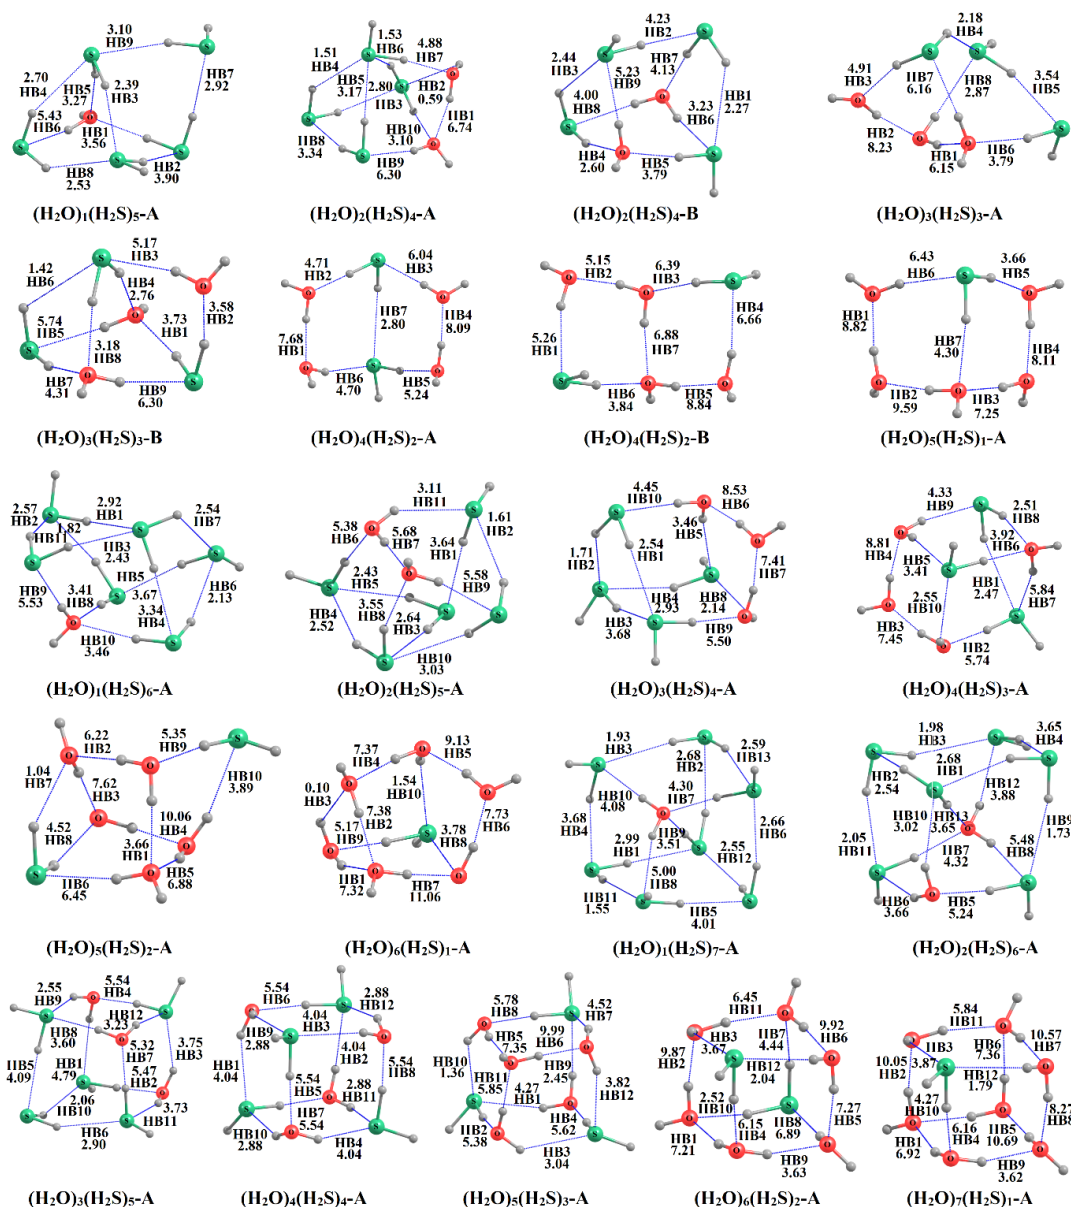 3.10
HB9
2.70
HB4
HB5
3.27
2.39
HB3
HB7
2.92
5.43
HB6
HB1
3.56
HB8
2.53
HB2
3.90
(H2O)1(H2S)5-A
1.53
HB6
4.88
HB7
1.51
HB4
HB5
3.17
2.80
HB3
HB2
0.59
HB1
6.74
HB8
3.34
HB10
3.10
HB9
6.30
(H2O)2(H2S)4-A
4.23
HB2
2.44
HB3
5.23
HB9
HB7
4.13
4.00
HB8
3.23
HB6
HB1
2.27
HB4
2.60
HB5
3.79
(H2O)2(H2S)4-B
2.18
HB4
4.91
HB3
HB7
6.16
HB8
2.87
3.54
HB5
HB2
8.23
HB1
6.15
HB6
3.79
(H2O)3(H2S)3-A
5.17
HB3
1.42
HB6
HB4
2.76
3.58
HB2
5.74
HB5
3.73
HB1
3.18
HB8
HB7
4.31
HB9
6.30
(H2O)3(H2S)3-B
4.71
HB2
6.04
HB3
HB7
2.80
HB4
8.09
7.68
HB1
HB6
4.70
HB5
5.24
(H2O)4(H2S)2-A
5.15
HB2
6.39
HB3
HB4
6.66
5.26
HB1
6.88
HB7
HB6
3.84
HB5
8.84
(H2O)4(H2S)2-B
6.43
HB6
3.66
HB5
HB1
8.82
HB7
4.30
HB4
8.11
HB2
9.59
HB3
7.25
(H2O)5(H2S)1-A
2.57
HB2
2.92
HB1
2.54
HB7
1.82
HB11
HB3
2.43
HB9
5.53
3.41
HB8
HB5
3.67
HB6
2.13
3.34
HB4
HB10
3.46
(H2O)1(H2S)6-A
3.11
HB11
5.38
HB6
5.68
HB7
1.61
HB2
3.64
HB1
2.43
HB5
5.58
HB9
HB4
2.52
3.55
HB8
2.64
HB3
HB10
3.03
(H2O)2(H2S)5-A
4.45
HB10
8.53
HB6
3.46
HB5
1.71
HB2
2.54
HB1
7.41
HB7
HB4
2.93
HB8
2.14
HB3
3.68
HB9
5.50
(H2O)3(H2S)4-A
4.33
HB9
2.51
HB8
8.81
HB4
HB5
3.41
3.92
HB6
HB1
2.47
5.84
HB7
2.55
HB10
HB3
7.45
HB2
5.74
(H2O)4(H2S)3-A
6.22
HB2
5.35
HB9
1.04
HB7
7.62
HB3
HB10
3.89
4.52
HB8
10.06
HB4
3.66
HB1
HB6
6.45
HB5
6.88
(H2O)5(H2S)2-A
7.37
HB4
9.13
HB5
1.54
HB10
0.10
HB3
7.38
HB2
7.73
HB6
5.17
HB9
3.78
HB8
HB1
7.32
HB7
11.06
(H2O)6(H2S)1-A
1.93
HB3
2.68
HB2
2.59
HB13
HB10
4.08
4.30
HB7
3.68
HB4
HB9
3.51
2.66
HB6
2.99
HB1
2.55
HB12
5.00
HB8
HB11
1.55
HB5
4.01
(H2O)1(H2S)7-A
1.98
HB3
3.65
HB4
HB2
2.54
2.68
HB1
HB12
3.88
HB10
3.02
HB13
3.65
HB9
1.73
2.05
HB11
HB7
4.32
5.48
HB8
HB6
3.66
HB5
5.24
(H2O)2(H2S)6-A
2.55
HB9
5.54
HB4
HB12
3.23
HB8
3.60
5.32
HB7
3.75
HB3
HB5
4.09
HB1
4.79
5.47
HB2
2.06
HB10
3.73
HB11
HB6
2.90
(H2O)3(H2S)5-A
5.54
HB6
2.88
HB12
HB9
2.88
4.04
HB3
4.04
HB2
HB1
4.04
5.54
HB8
5.54
HB5
2.88
HB11
HB7
5.54
HB10
2.88
HB4
4.04
(H2O)4(H2S)4-A
5.78
HB8
4.52
HB7
HB5
7.35
9.99
HB6
HB10
1.36
HB9
2.45
HB11
5.85
4.27
HB1
3.82
HB12
HB2
5.38
HB4
5.62
HB3
3.04
(H2O)5(H2S)3-A
6.45
HB11
HB3
3.67
HB7
4.44
9.92
HB6
9.87
HB2
HB12
2.04
2.52
HB10
7.27
HB5
HB1
7.21
6.15
HB4
HB8
6.89
HB9
3.63
(H2O)6(H2S)2-A
5.84
HB11
HB3
3.87
HB6
7.36
10.57
HB7
10.05
HB2
HB12
1.79
4.27
HB10
8.27
HB8
HB1
6.92
6.16
HB4
HB5
10.69
HB9
3.62
(H2O)7(H2S)1-A